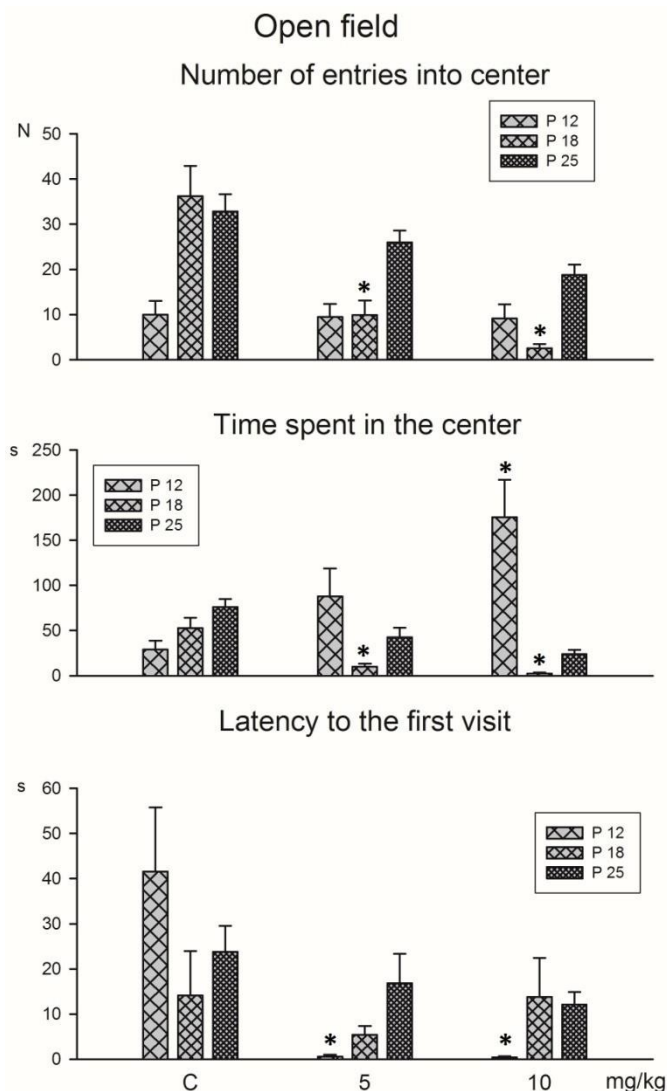 Open field
Number of entries into center
N
P 12
P 18
P 25
50
40
30
20
10
0
*
*
Time spent in the center
s
P 12
P 18
P 25
250
200
150
100
50
0
*
*
*
Latency to the first visit
s
P 12
P 18
P 25
60
50
40
30
20
10
0
*
*
C 5 10 mg/kg